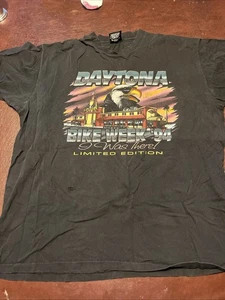 DAYTONA
BIKE WEEK '94
I Was There!
LIMITED EDITION